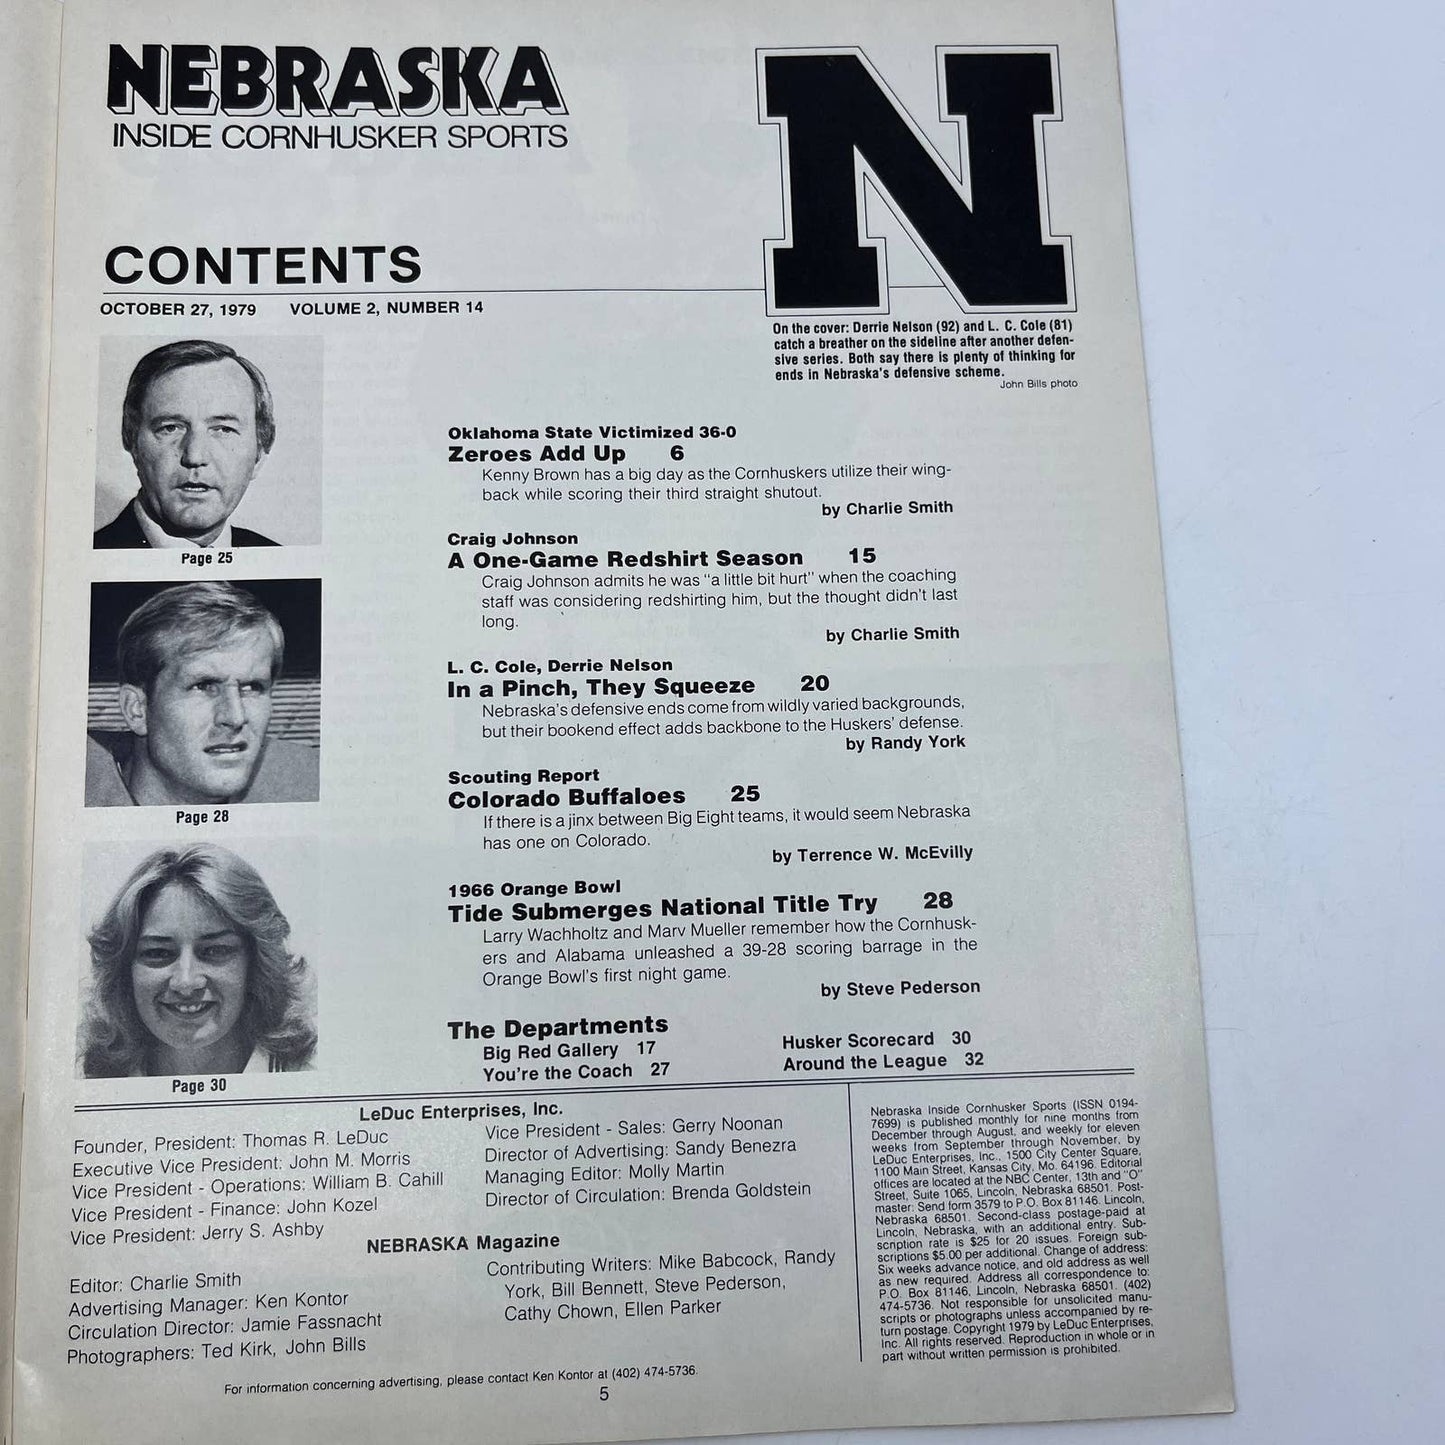 NEBRASKA
INSIDE CORNHUSKER SPORTS
N
CONTENTS
OCTOBER 27, 1979 VOLUME 2, NUMBER 14
On the cover: Derrie Nelson (92) and L. C. Cole (81)
catch a breather on the sideline after another defen-
sive series. Both say there is plenty of thinking for
ends in Nebraska's defensive scheme.
John Bills photo
Page 25
Page 28
Page 30
Oklahoma State Victimized 36-0
Zeroes Add Up 6
Kenny Brown has a big day as the Cornhuskers utilize their wing-
back while scoring their third straight shutout.
by Charlie Smith
Craig Johnson
A One-Game Redshirt Season 15
Craig Johnson admits he was "a little bit hurt" when the coaching
staff was considering redshirting him, but the thought didn't last
long.
by Charlie Smith
L. C. Cole, Derrie Nelson
In a Pinch, They Squeeze 20
Nebraska's defensive ends come from wildly varied backgrounds,
but their bookend effect adds backbone to the Huskers' defense.
by Randy York
Scouting Report
Colorado Buffaloes 25
If there is a jinx between Big Eight teams, it would seem Nebraska
has one on Colorado.
by Terrence W. McEvilly
1966 Orange Bowl
Tide Submerges National Title Try 28
Larry Wachholtz and Marv Mueller remember how the Cornhusk-
ers and Alabama unleashed a 39-28 scoring barrage in the
Orange Bowl's first night game.
by Steve Pederson
The Departments
Big Red Gallery 17
You're the Coach 27
Husker Scorecard 30
Around the League 32
LeDuc Enterprises, Inc.
Founder, President: Thomas R. LeDuc
Executive Vice President: John M. Morris
Vice President - Operations: William B. Cahill
Vice President - Finance: John Kozel
Vice President: Jerry S. Ashby
Vice President - Sales: Gerry Noonan
Director of Advertising: Sandy Benezra
Managing Editor: Molly Martin
Director of Circulation: Brenda Goldstein
NEBRASKA Magazine
Editor: Charlie Smith
Advertising Manager: Ken Kontor
Circulation Director: Jamie Fassnacht
Photographers: Ted Kirk, John Bills
Contributing Writers: Mike Babcock, Randy
York, Bill Bennett, Steve Pederson,
Cathy Chown, Ellen Parker
Nebraska Inside Cornhusker Sports (ISSN 0194-
7699) is published monthly for nine months from
December through August, and weekly for eleven
weeks from September through November, by
LeDuc Enterprises, Inc., 1500 City Center Square,
1100 Main Street, Kansas City, Mo. 64196. Editorial
offices are located at the NBC Center, 13th and "O"
Street, Suite 1065, Lincoln, Nebraska 68501. Post-
master: Send form 3579 to P.O. Box 81146, Lincoln,
Nebraska 68501. Second-class postage-paid at
Lincoln, Nebraska, with an additional entry. Sub-
scription rate is $25 for 20 issues. Foreign sub-
scriptions $5.00 per additional. Change of address:
Six weeks advance notice, and old address as well
as new required. Address all correspondence to:
P.O. Box 81146, Lincoln, Nebraska 68501. (402)
474-5736. Not responsible for unsolicited manu-
scripts or photographs unless accompanied by re-
turn postage. Copyright 1979 by LeDuc Enterprises,
Inc. All rights reserved. Reproduction in whole or in
part without written permission is prohibited.
For information concerning advertising, please contact Ken Kontor at (402) 474-5736.
5